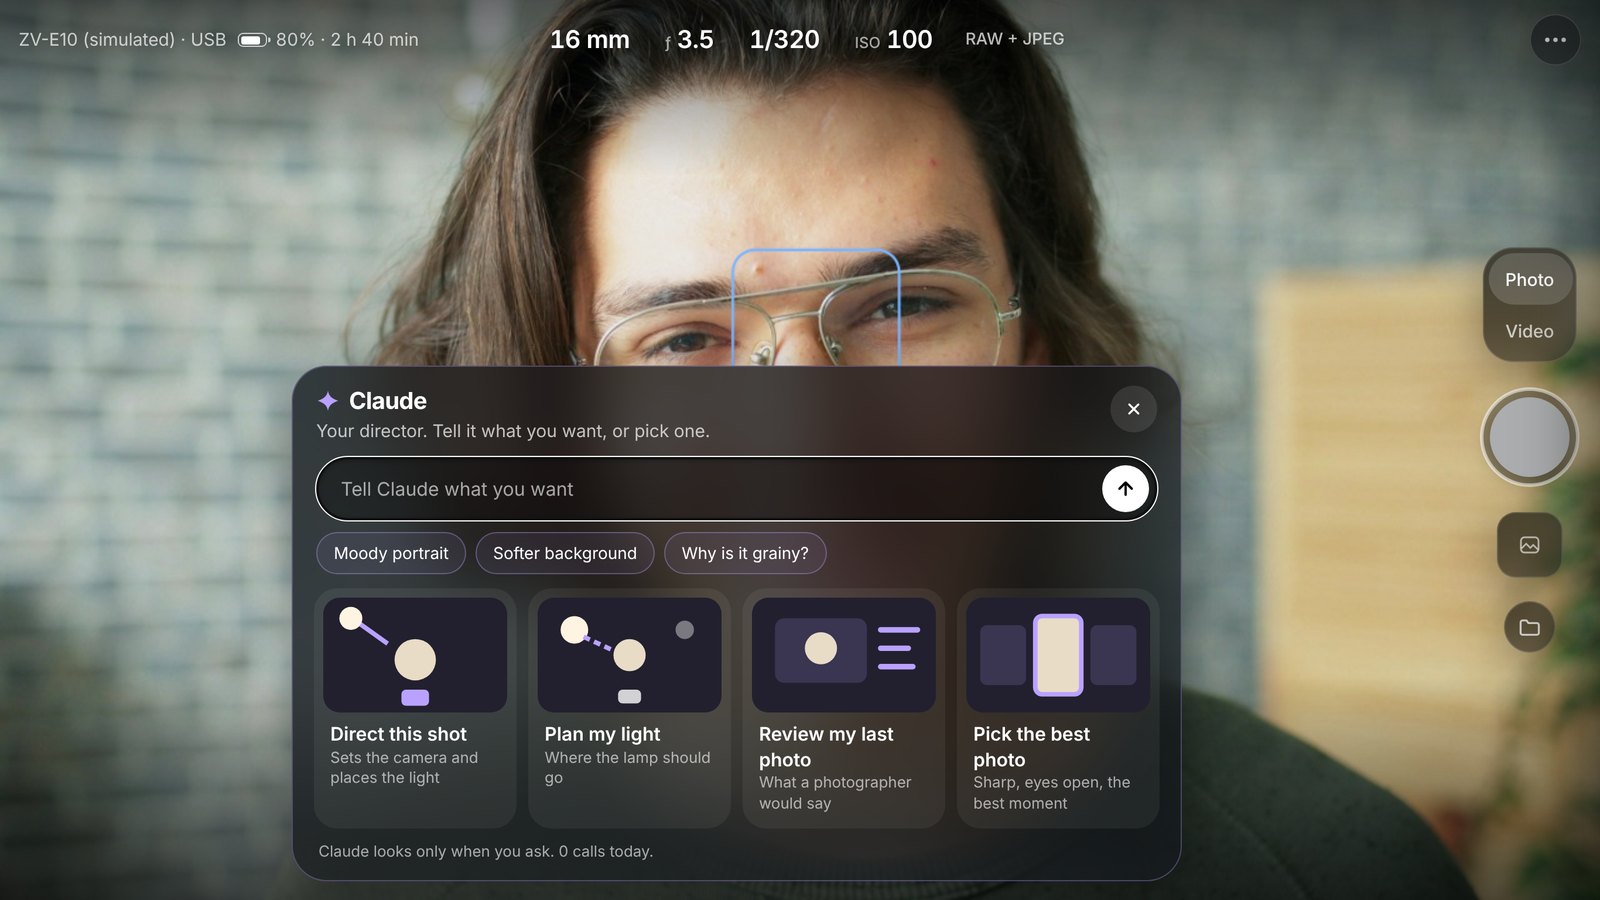 ZV-E10 (simulated) · USB 80% · 2 h 40 min
16 mm ƒ 3.5 1/320 ISO 100 RAW + JPEG
Photo
Video
Claude
Your director. Tell it what you want, or pick one.
Tell Claude what you want
Moody portrait Softer background Why is it grainy?
Direct this shot
Sets the camera and
places the light
Plan my light
Where the lamp should
go
Review my last
photo
What a photographer
would say
Pick the best
photo
Sharp, eyes open, the
best moment
Claude looks only when you ask. 0 calls today.